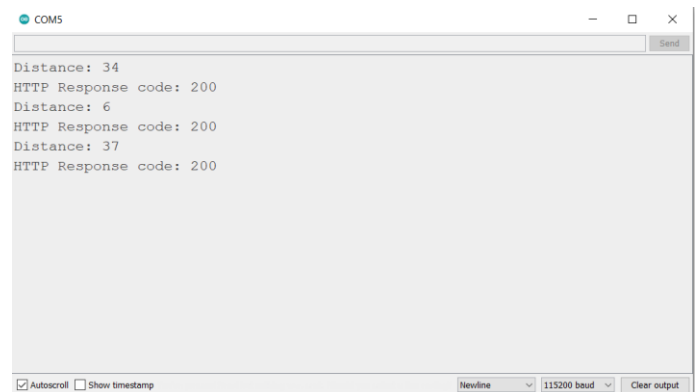 COM5
Send
Distance: 34
HTTP Response code: 200
Distance: 6
HTTP Response code: 200
Distance: 37
HTTP Response code: 200
Autoscroll Show timestamp Newline 115200 baud Clear output